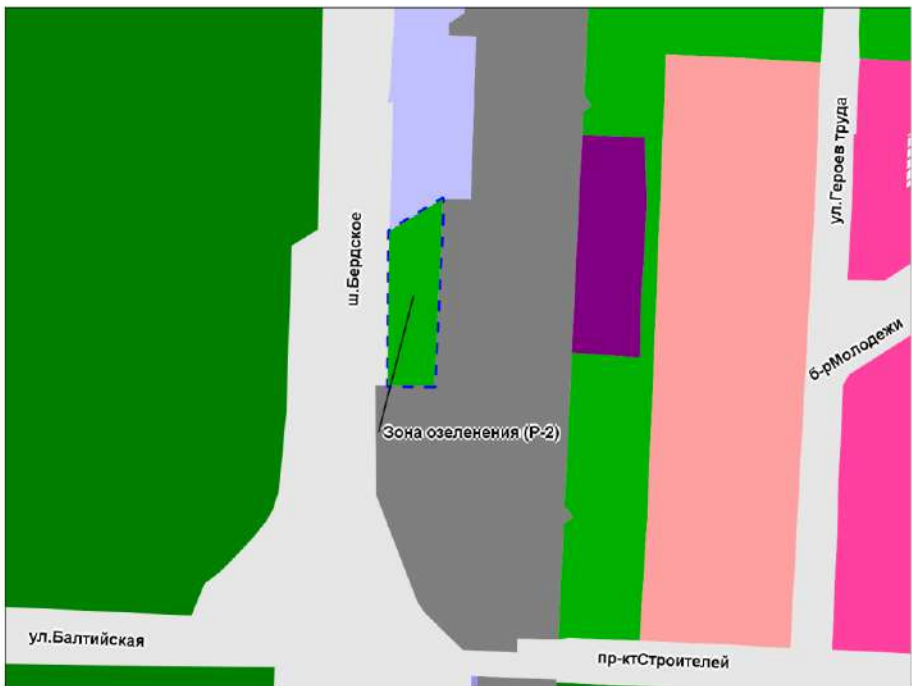 ул.Героев труда
ш.Бердское
б-рМолодежи
Зона озеленения (Р-2)
ул.Балтийская
пр-ктСтроителей